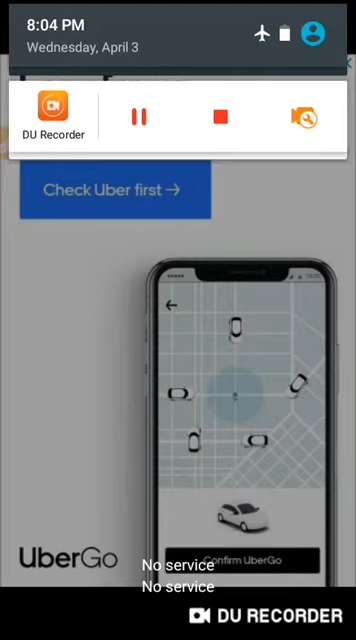 8:04 PM
Wednesday, April 3
DU Recorder
Check Uber first →
Confirm UberGo
UberGo
No service
No service
DU RECORDER